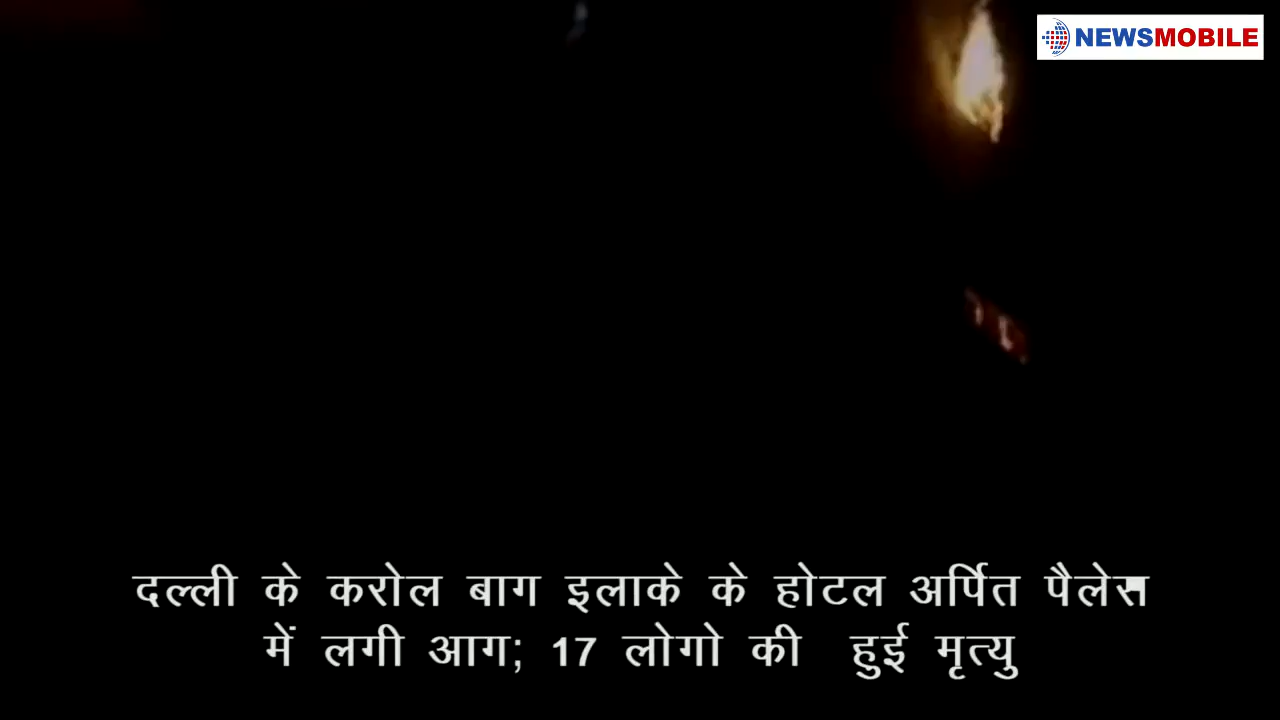 NEWSMOBILE
दल्ली के करोल बाग इलाके के होटल अर्पित पैलेस
में लगी आग; 17 लोगो की हुई मृत्यु